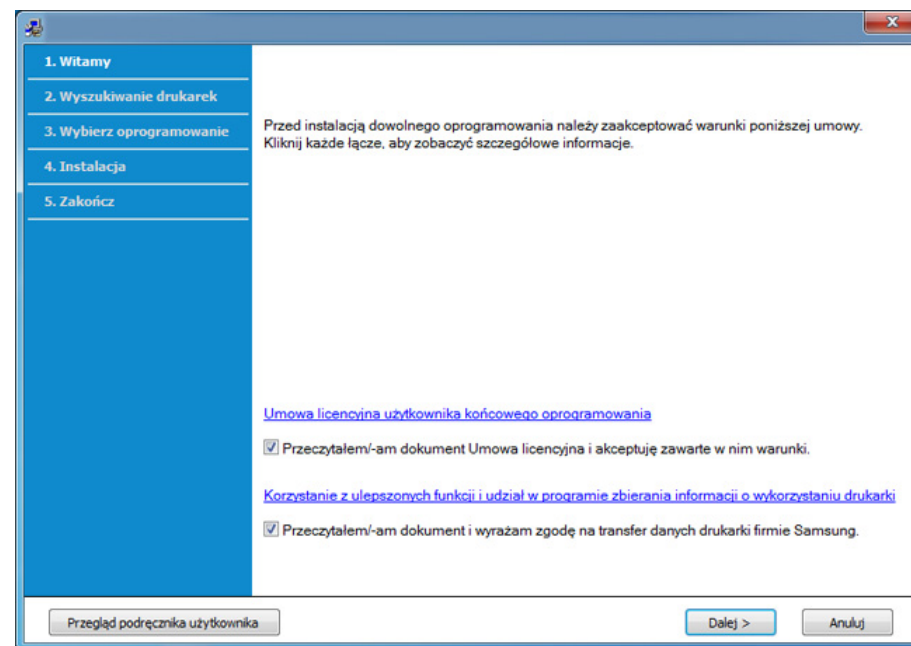 1. Witamy
2. Wyszukiwanie drukarek
3. Wybierz oprogramowanie
4. Instalacja
5. Zakończ
Przed instalacją dowolnego oprogramowania należy zaakceptować warunki poniższej umowy.
Kliknij każde łącze, aby zobaczyć szczegółowe informacje.
Umowa licencyjna użytkownika końcowego oprogramowania
Przeczytałem/-am dokument Umowa licencyjna i akceptuję zawarte w nim warunki.
Korzystanie z ulepszonych funkcji i udział w programie zbierania informacji o wykorzystaniu drukarki
Przeczytałem/-am dokument i wyrażam zgodę na transfer danych drukarki firmie Samsung.
Przegląd podręcznika użytkownika
Dalej >
Anuluj